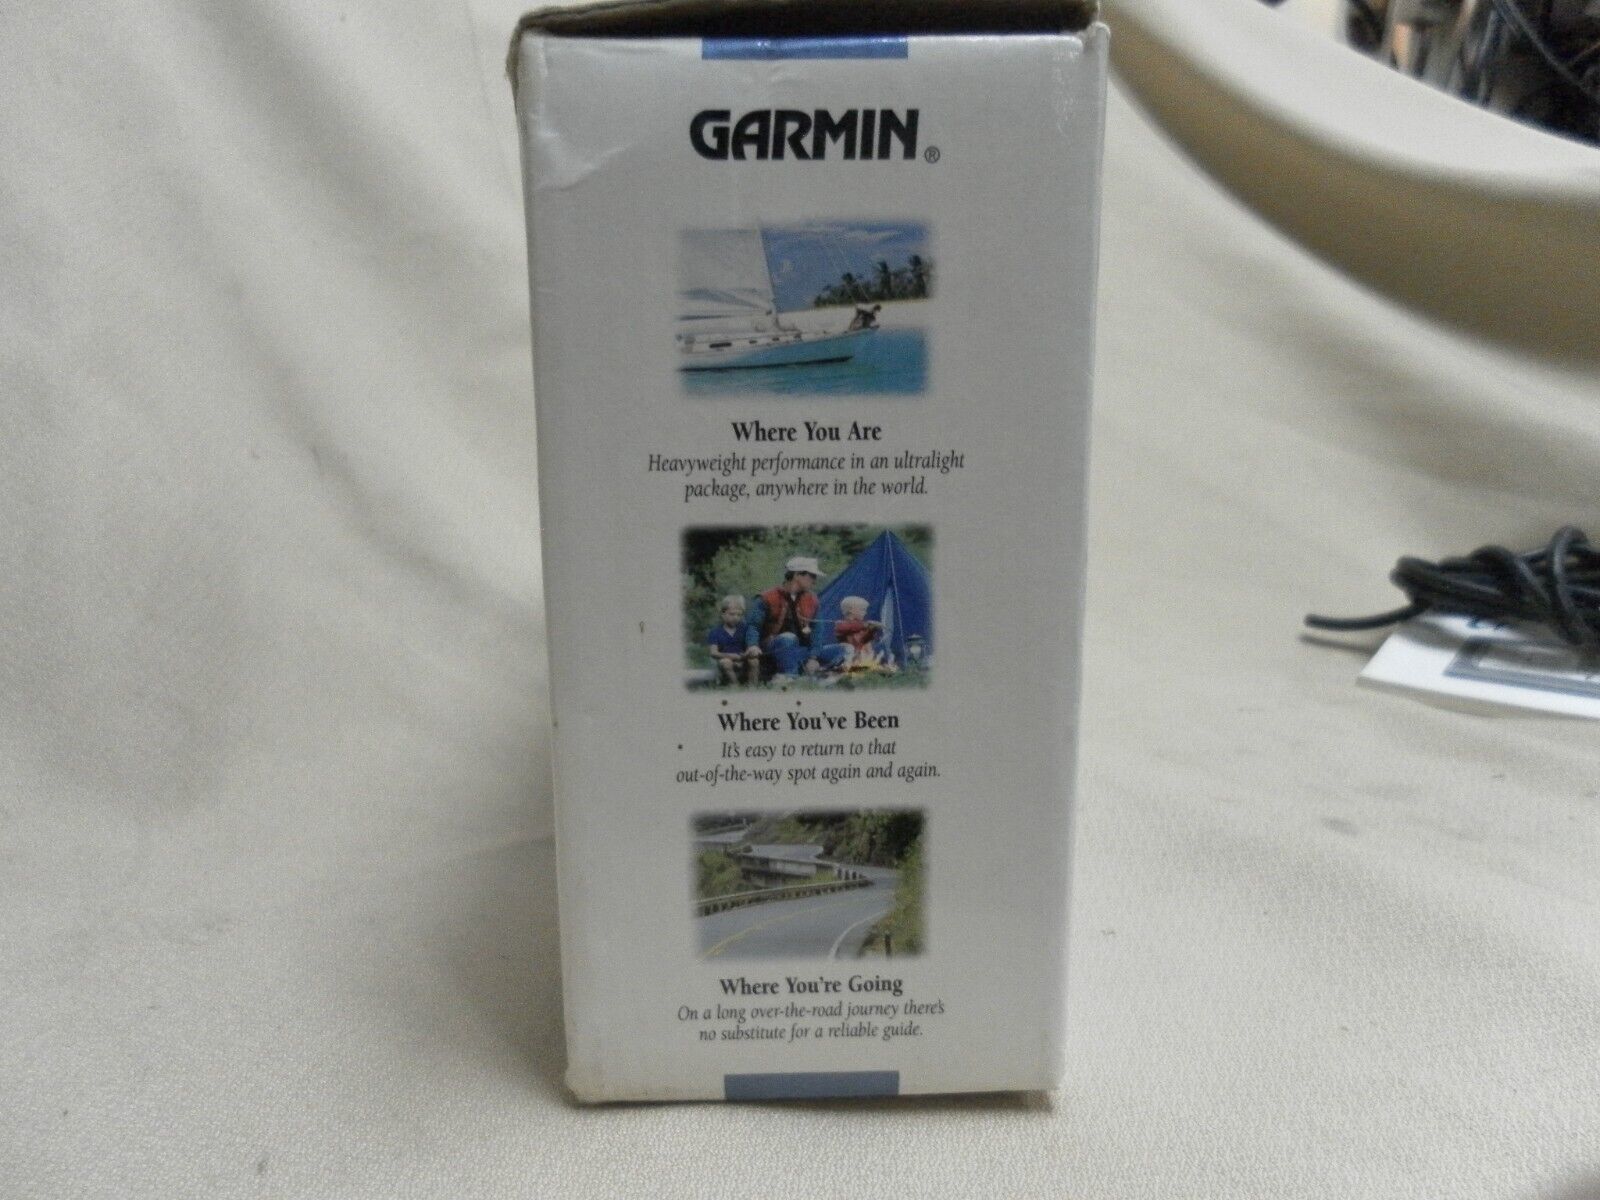 GARMIN®
Where You Are
Heavyweight performance in an ultralight
package, anywhere in the world.
Where You've Been
It's easy to return to that
out-of-the-way spot again and again.
Where You're Going
On a long over-the-road journey there's
no substitute for a reliable guide.